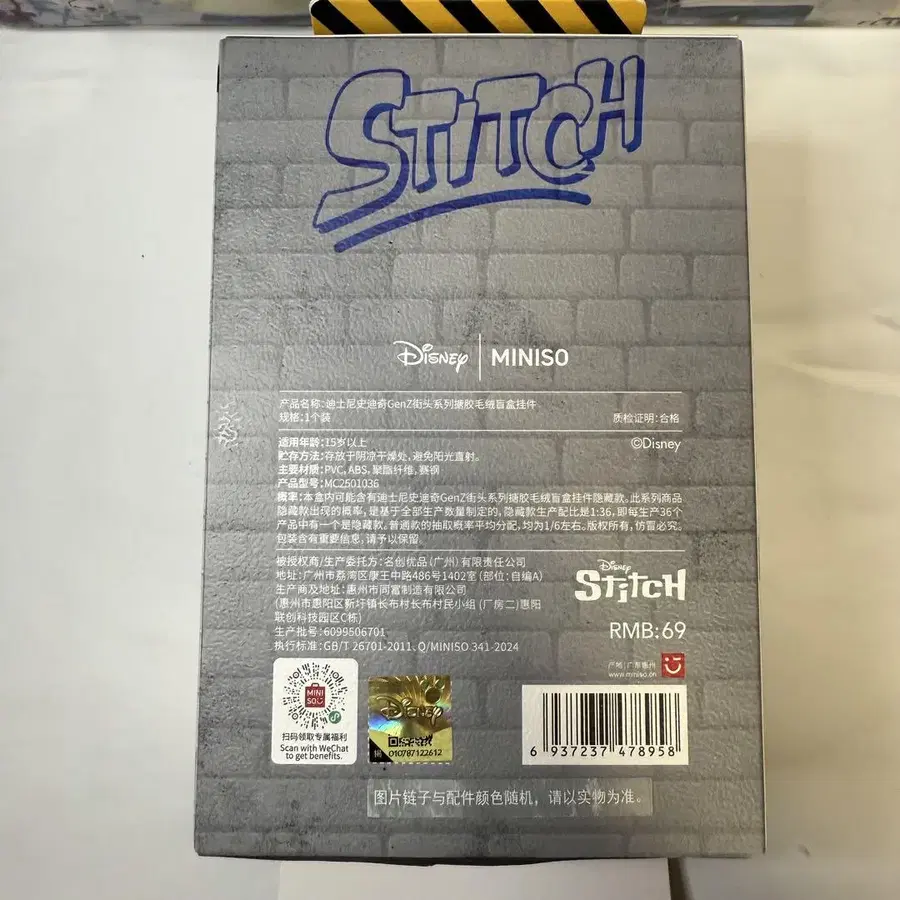 STITCH
Disney | MINISO
产品名称:迪士尼史迪奇GenZ街头系列搪胶毛绒盲盒挂件
规格:1个装
质检证明:合格
适用年龄:15岁以上
©Disney
贮存方法:存放于阴凉干燥处,避免阳光直射。
主要材质:PVC, ABS, 聚酯纤维, 赛钢
产品型号:MC2501036
概率:本盒内可能含有迪士尼史迪奇GenZ街头系列搪胶毛绒盲盒挂件隐藏款。此系列商品
隐藏款出现的概率,是基于全部生产数量制定的,隐藏款生产配比是1:36,即每生产36个
产品中有一个是隐藏款。普通款的抽取概率平均分配,均为1/6左右。版权所有,仿冒必究。
包装含有重要信息,请予以保留。
被授权商/生产委托方:名创优品(广州)有限责任公司
地址:广州市荔湾区康王中路486号1402室(部位:自编A)
生产商及地址:惠州市同富制造有限公司
(惠州市惠阳区新圩镇长布村长布村民小组(厂房二)惠阳
联创科技园区C栋)
生产批号:6099506701
执行标准:GB/T 26701-2011、Q/MINISO 341-2024
Disney
Stitch
RMB:69
产地:广东惠州
www.miniso.cn
MINI
SO
扫码领取专属福利
Scan with WeChat
to get benefits.
Disney
010787122612
6 937237 478958
图片链子与配件颜色随机,请以实物为准。